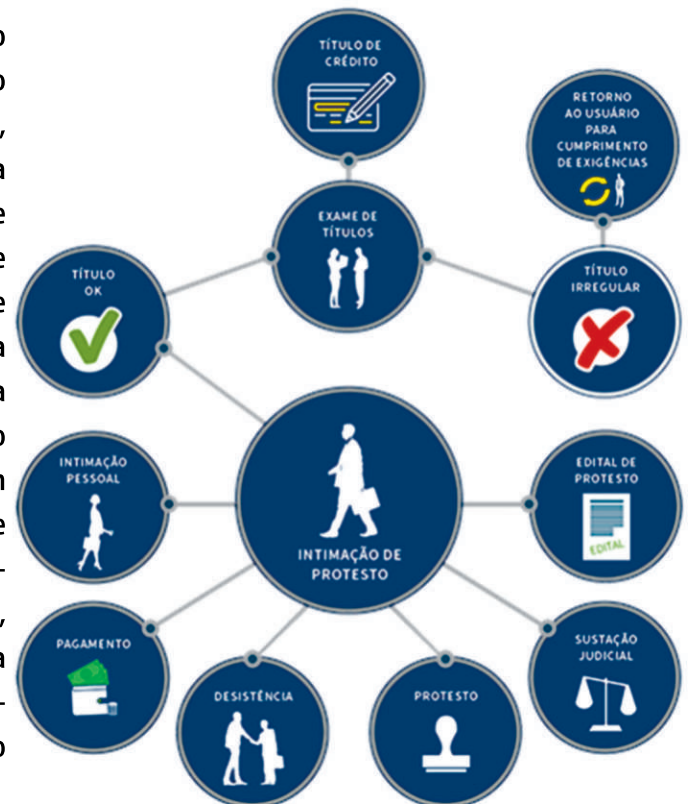 TÍTULO DE
CRÉDITO
RETORNO
AO USUÁRIO
PARA
CUMPRIMENTO
DE EXIGÊNCIAS
EXAME DE
TÍTULOS
TÍTULO
OK
TÍTULO
IRREGULAR
INTIMAÇÃO
PESSOAL
INTIMAÇÃO DE
PROTESTO
EDITAL DE
PROTESTO
EDITAL
PAGAMENTO
DESISTÊNCIA
PROTESTO
SUSTAÇÃO
JUDICIAL